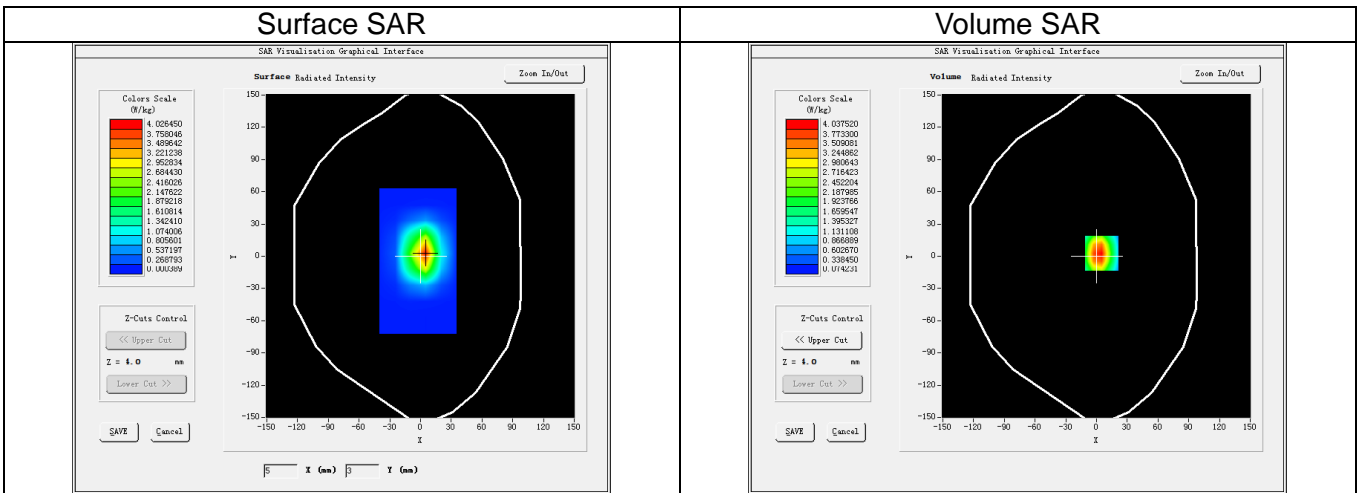 Surface SAR
Volume SAR
SAR Visualisation Graphical Interface
Surface Radiated Intensity
Zoom In/Out
Colors Scale
(W/kg)
4.026450
3.758046
3.489642
3.221238
2.952834
2.684430
2.416026
2.147622
1.879218
1.610814
1.342410
1.074006
0.805601
0.537197
0.268793
0.000389
150
120
90
60
30
Y 0
-30
-60
-90
-120
-150
-150 -120 -90 -60 -30 0 30 60 90 120 150
X
Z-Cuts Control
<< Upper Cut
Z = 4.0 mm
Lower Cut >>
SAVE Cancel
5 X (mm) 3 Y (mm)
SAR Visualisation Graphical Interface
Volume Radiated Intensity
Zoom In/Out
Colors Scale
(W/kg)
4.037520
3.773300
3.509081
3.244862
2.980643
2.716423
2.452204
2.187985
1.923766
1.659547
1.395327
1.131108
0.866889
0.602670
0.338450
0.074231
150
120
90
60
30
Y 0
-30
-60
-90
-120
-150
-150 -120 -90 -60 -30 0 30 60 90 120 150
X
Z-Cuts Control
<< Upper Cut
Z = 4.0 mm
Lower Cut >>
SAVE Cancel